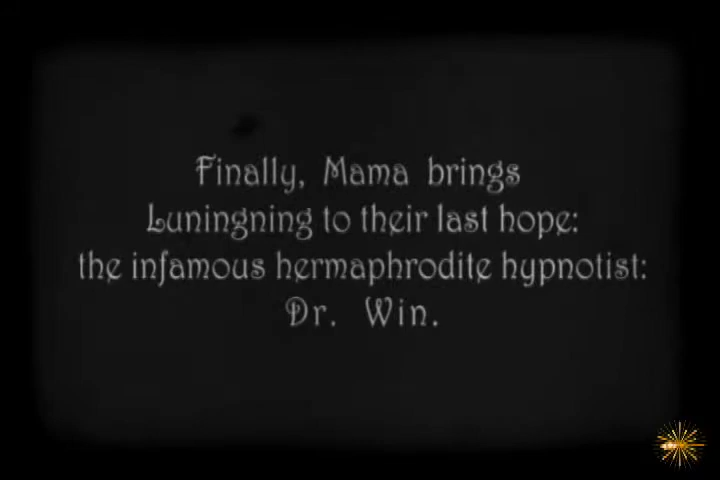 Finally, Mama brings
Luningning to their last hope:
the infamous hermaphrodite hypnotist:
Dr. Win.